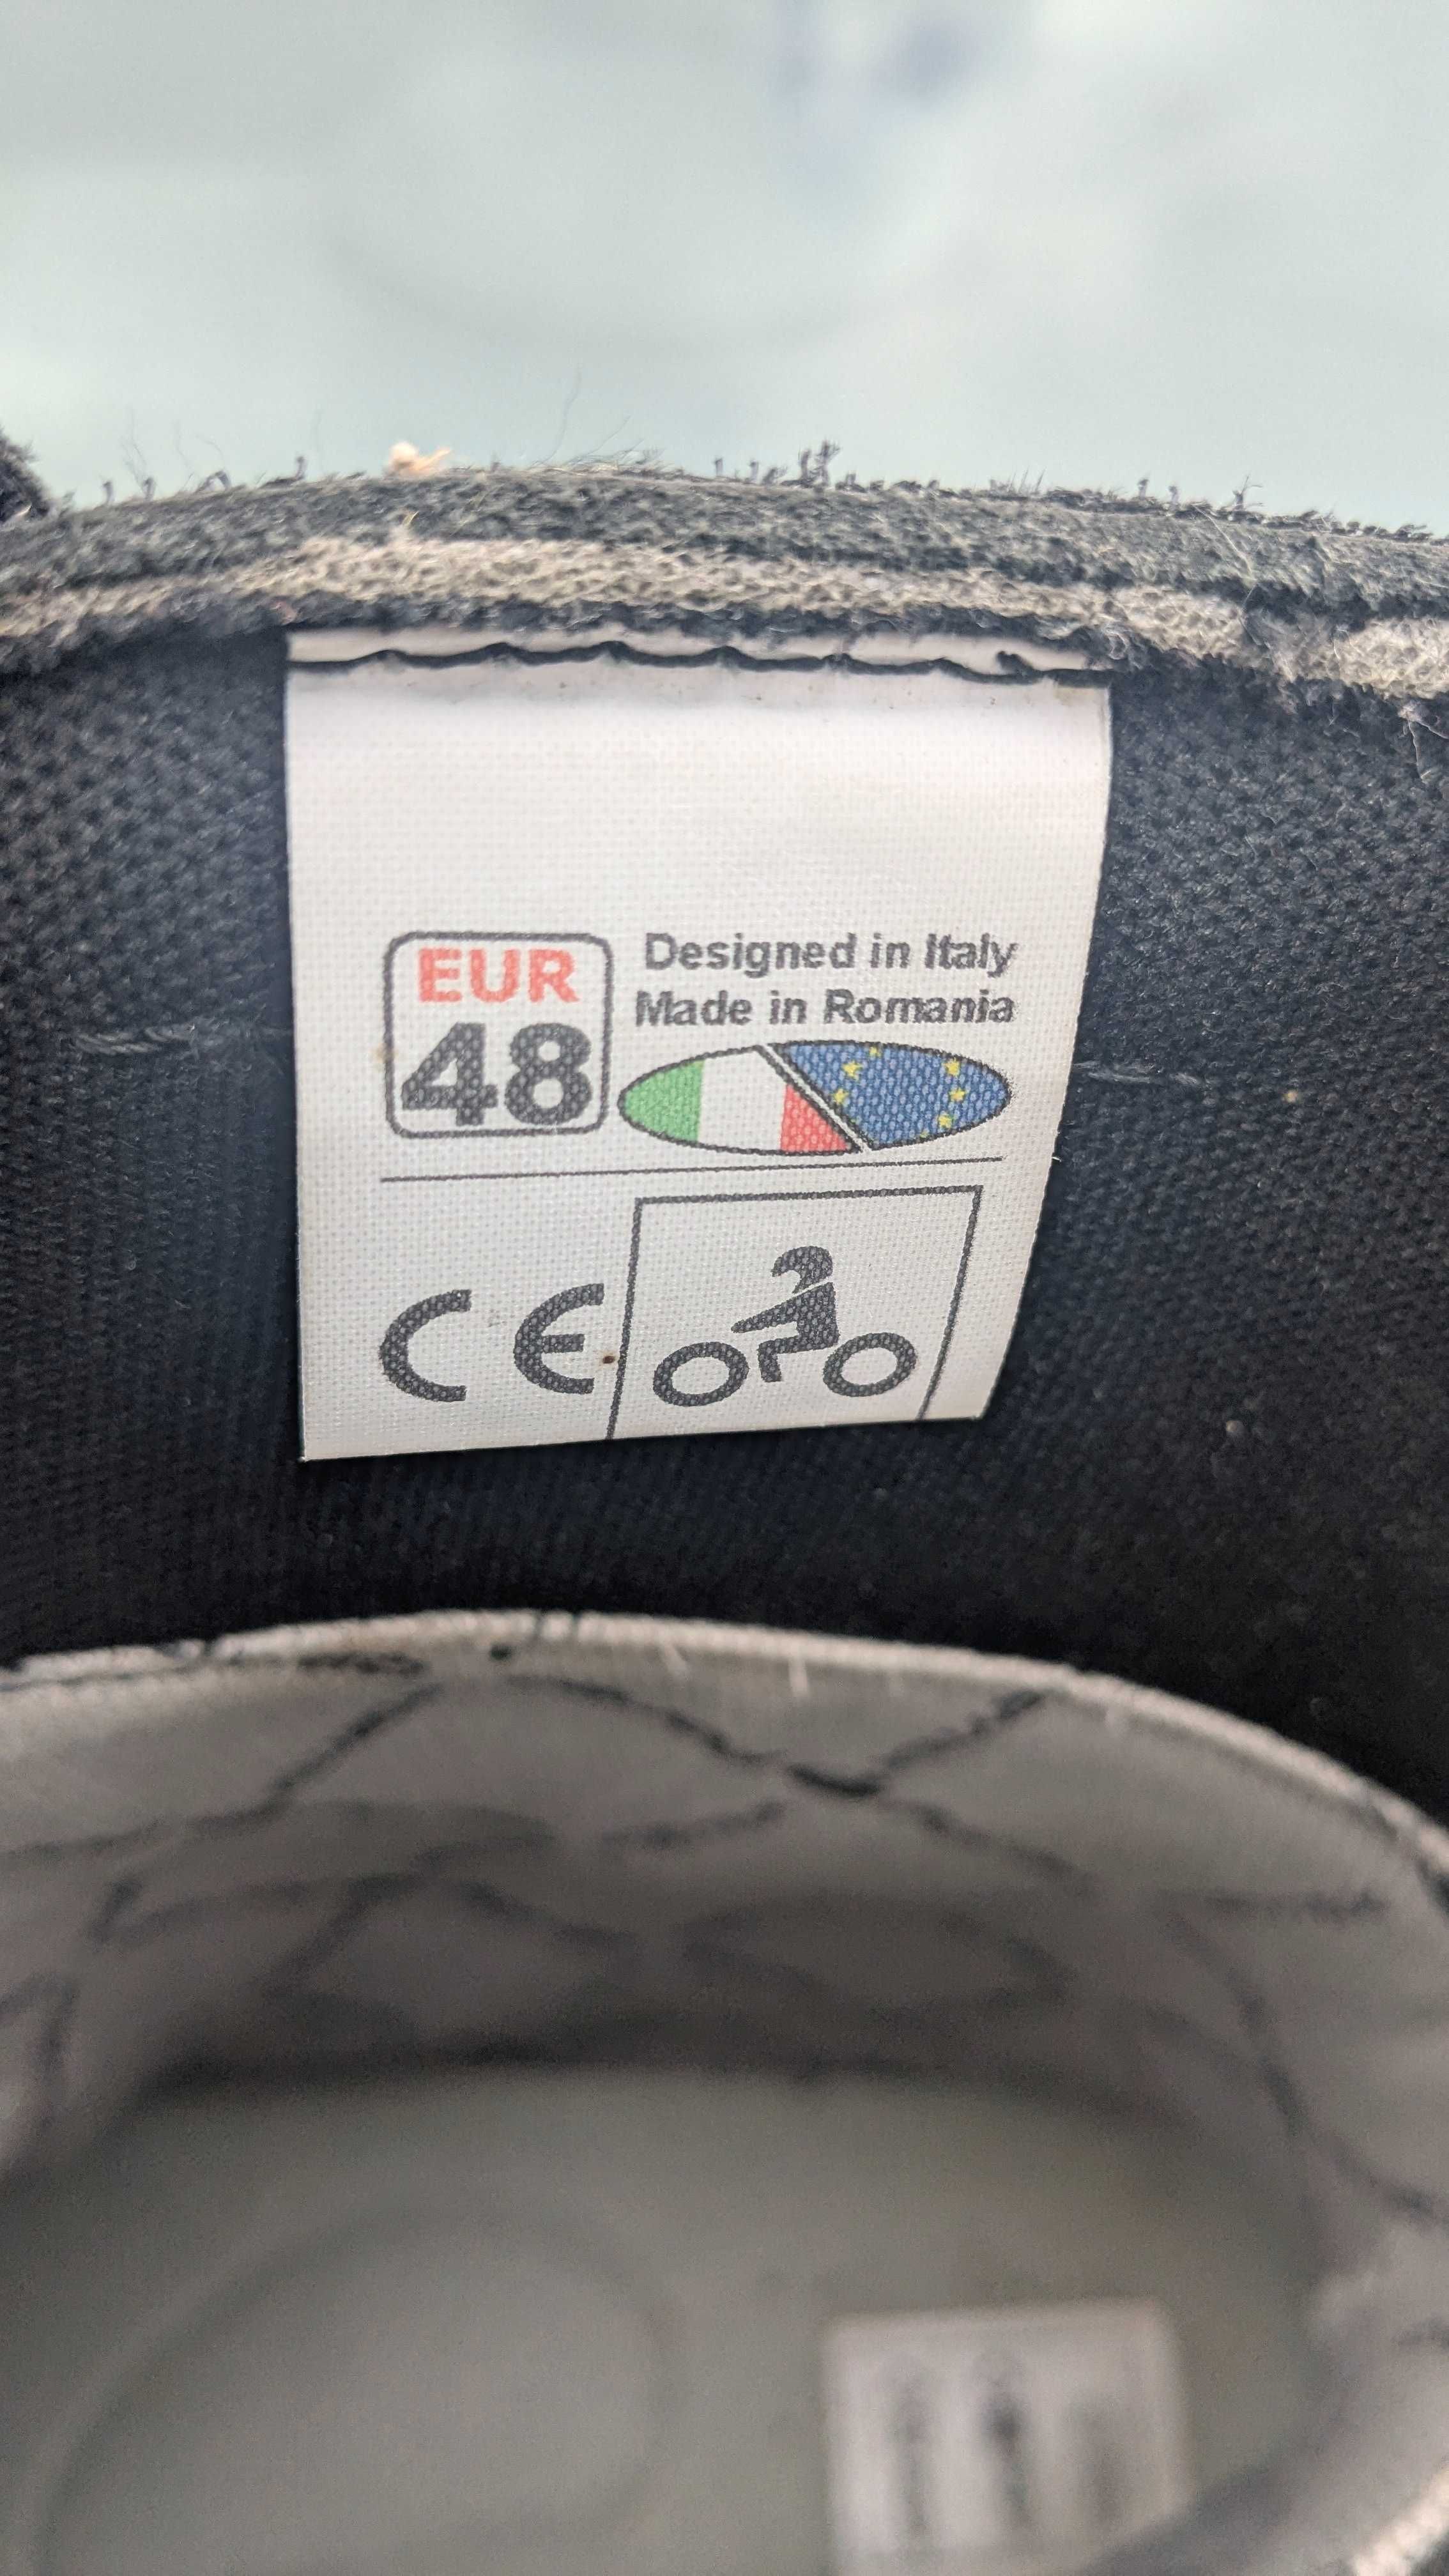 EUR
48
Designed in Italy
Made in Romania
CE